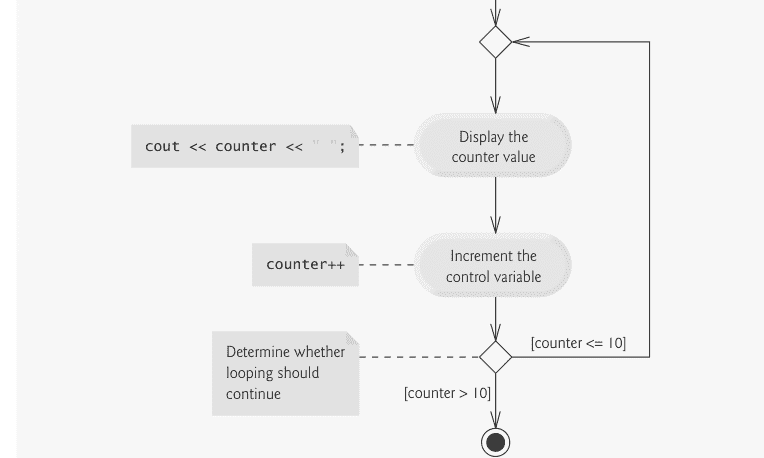 cout << counter << " ";
Display the
counter value
counter++
Increment the
control variable
Determine whether
looping should
continue
[counter <= 10]
[counter > 10]